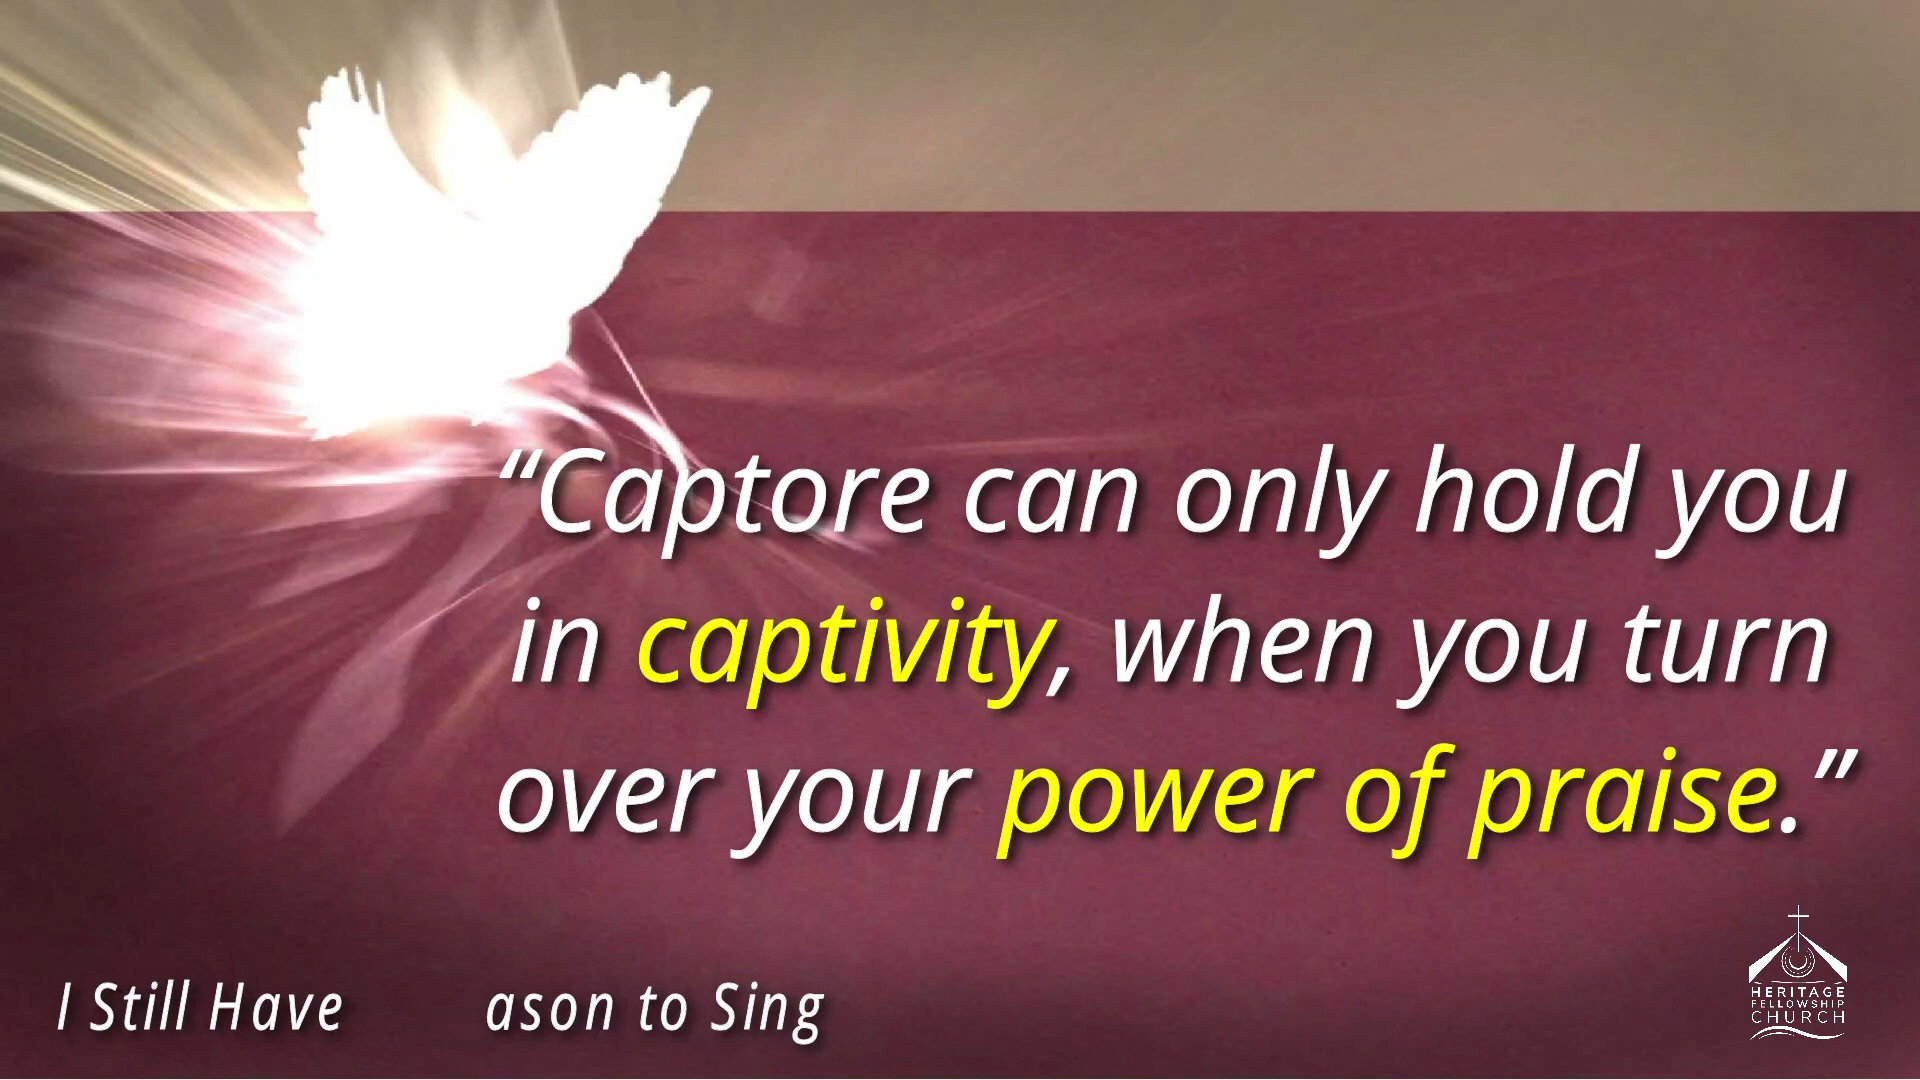 “Captore can only hold you
in captivity, when you turn
over your power of praise.”
I Still Have ason to Sing
HERITAGE
FELLOWSHIP
CHURCH